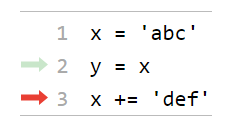 1 x = 'abc'
2 y = x
3 x += 'def'